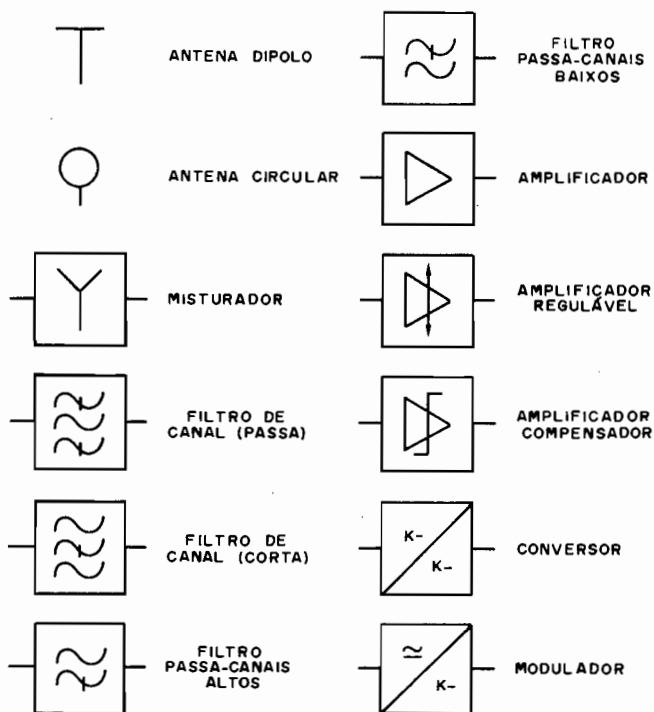 ANTENA DIPOLO
FILTRO
PASSA-CANAIS
BAIXOS
ANTENA CIRCULAR
AMPLIFICADOR
MISTURADOR
AMPLIFICADOR
REGULÁVEL
FILTRO DE
CANAL (PASSA)
AMPLIFICADOR
COMPENSADOR
FILTRO DE
CANAL (CORTA)
K-
K-
CONVERSOR
FILTRO
PASSA-CANAIS
ALTOS
≃
K-
MODULADOR